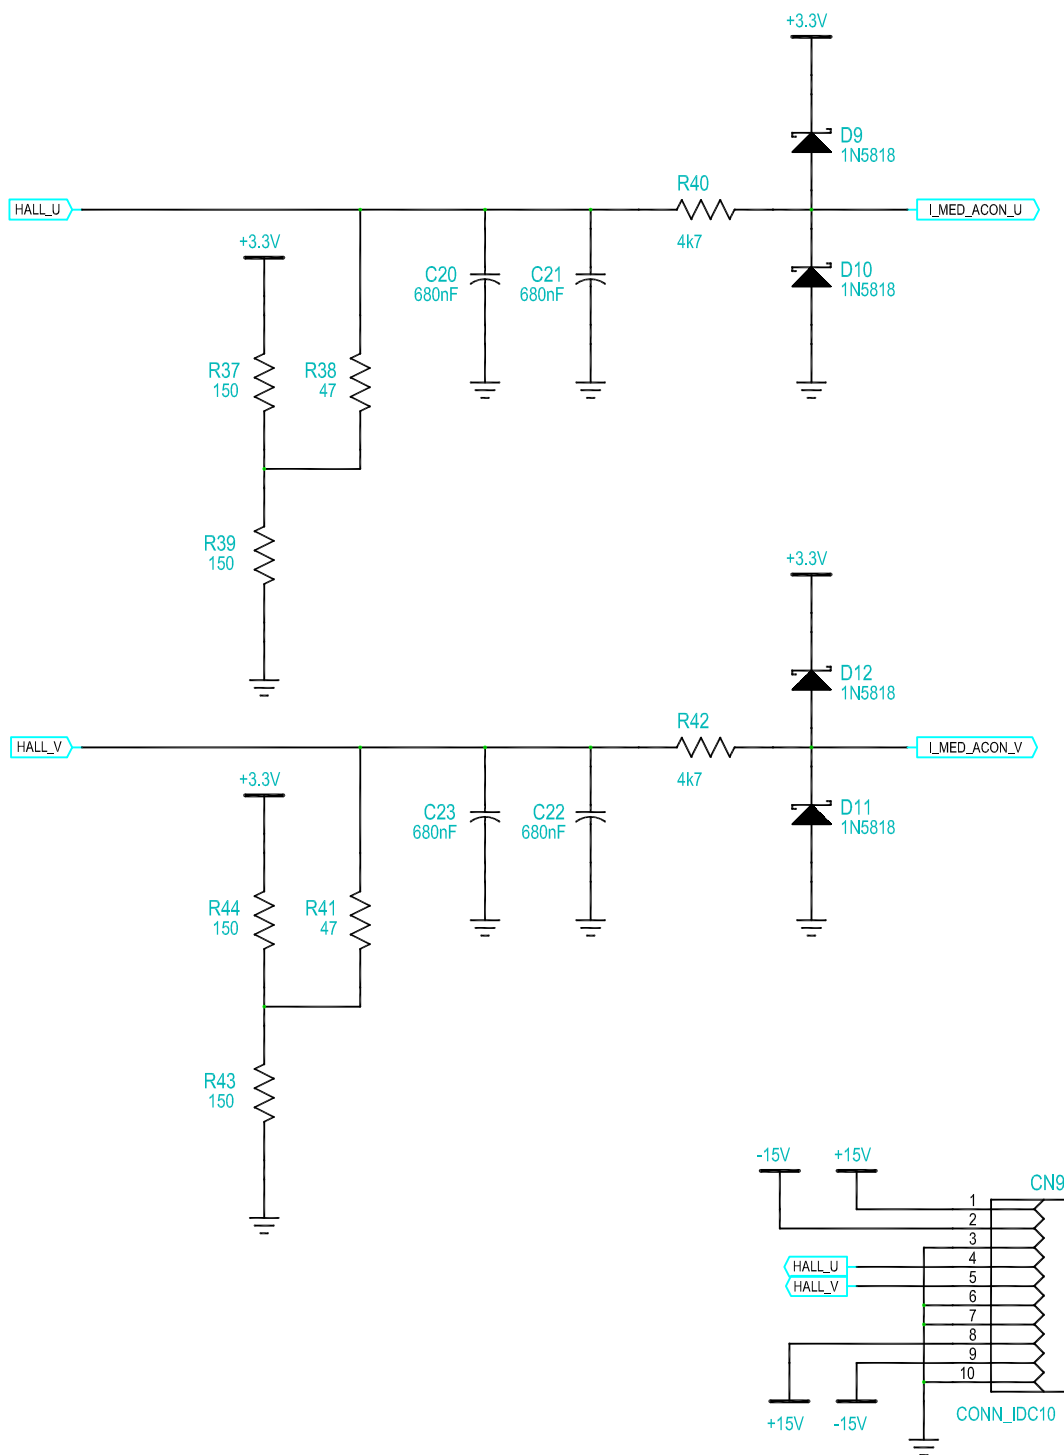 +3.3V
D9
1N5818
R40
HALL_U
I_MED_ACON_U
4k7
+3.3V
C20
680nF
C21
680nF
D10
1N5818
R37
150
R38
47
R39
150
+3.3V
D12
1N5818
R42
HALL_V
I_MED_ACON_V
4k7
+3.3V
C23
680nF
C22
680nF
D11
1N5818
R44
150
R41
47
R43
150
-15V
+15V
CN9
1
2
3
HALL_U
4
HALL_V
5
6
7
8
9
10
+15V
-15V
CONN_IDC10